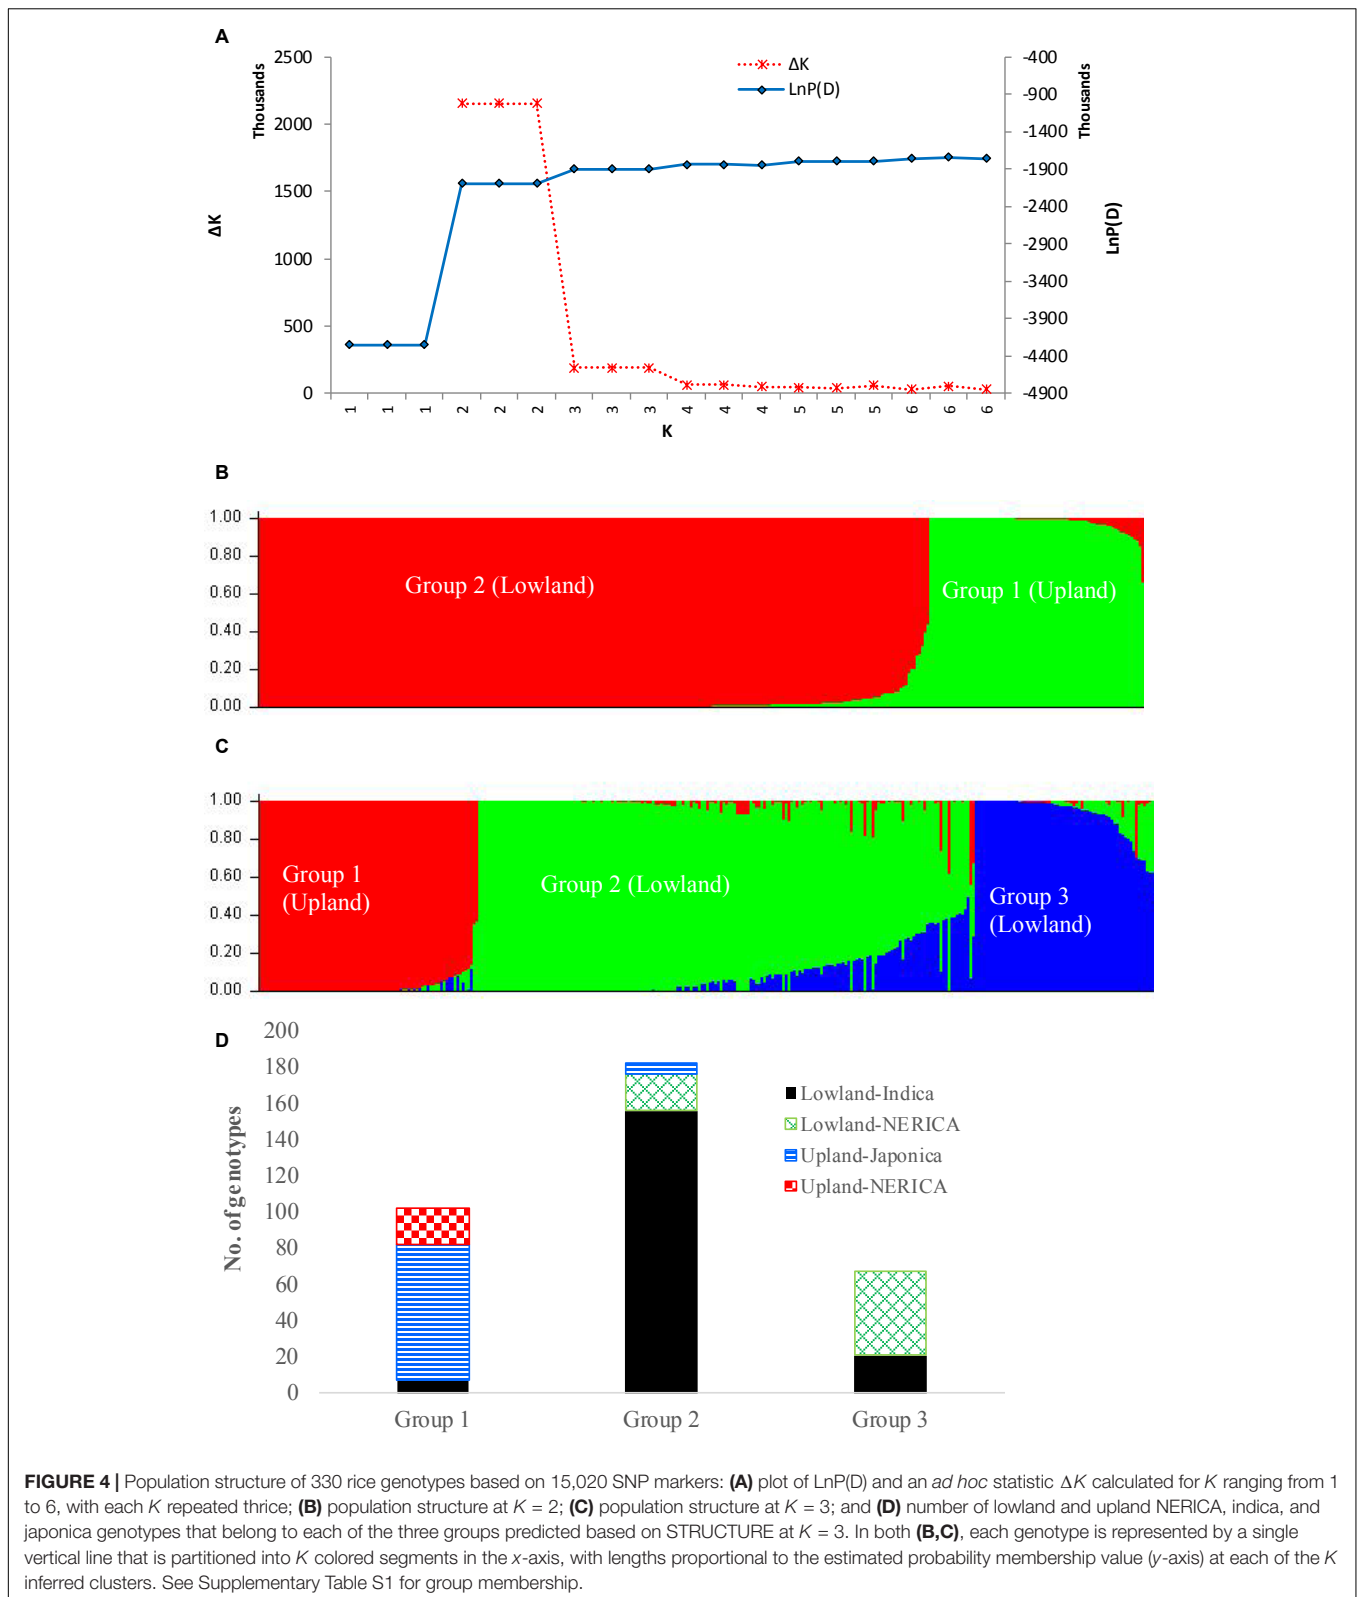 A
2500
2000
1500
1000
500
0
Thousands
ΔK
ΔK
LnP(D)
-400
-900
-1400
-1900
-2400
-2900
-3400
-3900
-4400
-4900
Thousands
LnP(D)
1 1 1 2 2 2 3 3 3 4 4 4 5 5 5 6 6 6
K
B
1.00
0.80
0.60
0.40
0.20
0.00
Group 2 (Lowland)
Group 1 (Upland)
C
1.00
0.80
0.60
0.40
0.20
0.00
Group 1
(Upland)
Group 2 (Lowland)
Group 3
(Lowland)
D
200
180
160
140
120
100
80
60
40
20
0
No. of genotypes
Lowland-Indica
Lowland-NERICA
Upland-Japonica
Upland-NERICA
Group 1
Group 2
Group 3
FIGURE 4 | Population structure of 330 rice genotypes based on 15,020 SNP markers: (A) plot of LnP(D) and an ad hoc statistic ΔK calculated for K ranging from 1
to 6, with each K repeated thrice; (B) population structure at K = 2; (C) population structure at K = 3; and (D) number of lowland and upland NERICA, indica, and
japonica genotypes that belong to each of the three groups predicted based on STRUCTURE at K = 3. In both (B,C), each genotype is represented by a single
vertical line that is partitioned into K colored segments in the x-axis, with lengths proportional to the estimated probability membership value (y-axis) at each of the K
inferred clusters. See Supplementary Table S1 for group membership.